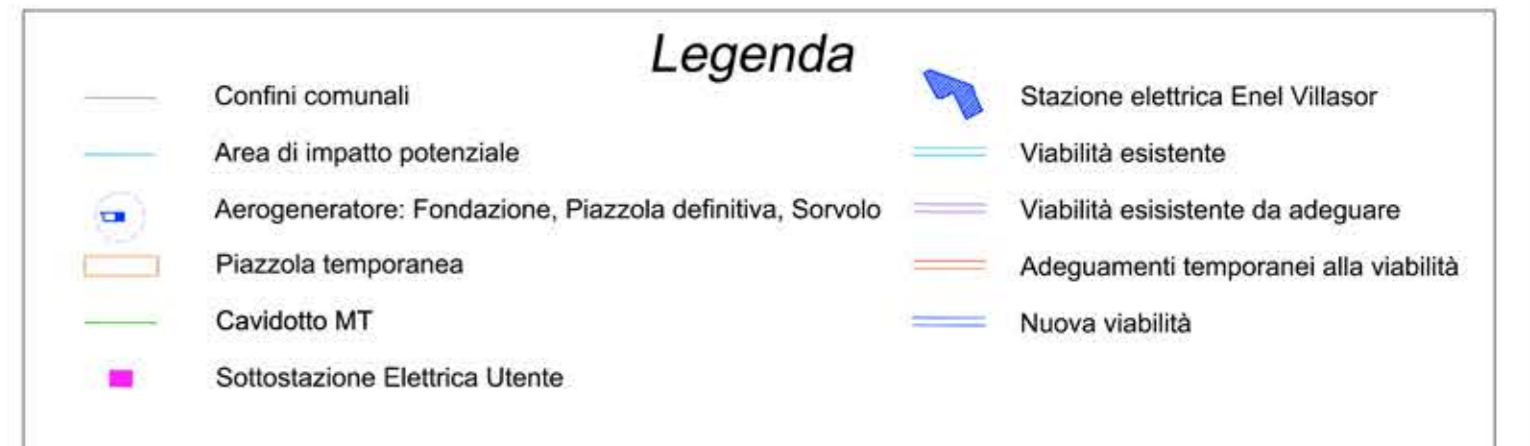 Legenda
Confini comunali
Area di impatto potenziale
Aerogeneratore: Fondazione, Piazzola definitiva, Sorvolo
Piazzola temporanea
Cavidotto MT
Sottostazione Elettrica Utente
Stazione elettrica Enel Villasor
Viabilità esistente
Viabilità esisistente da adeguare
Adeguamenti temporanei alla viabilità
Nuova viabilità